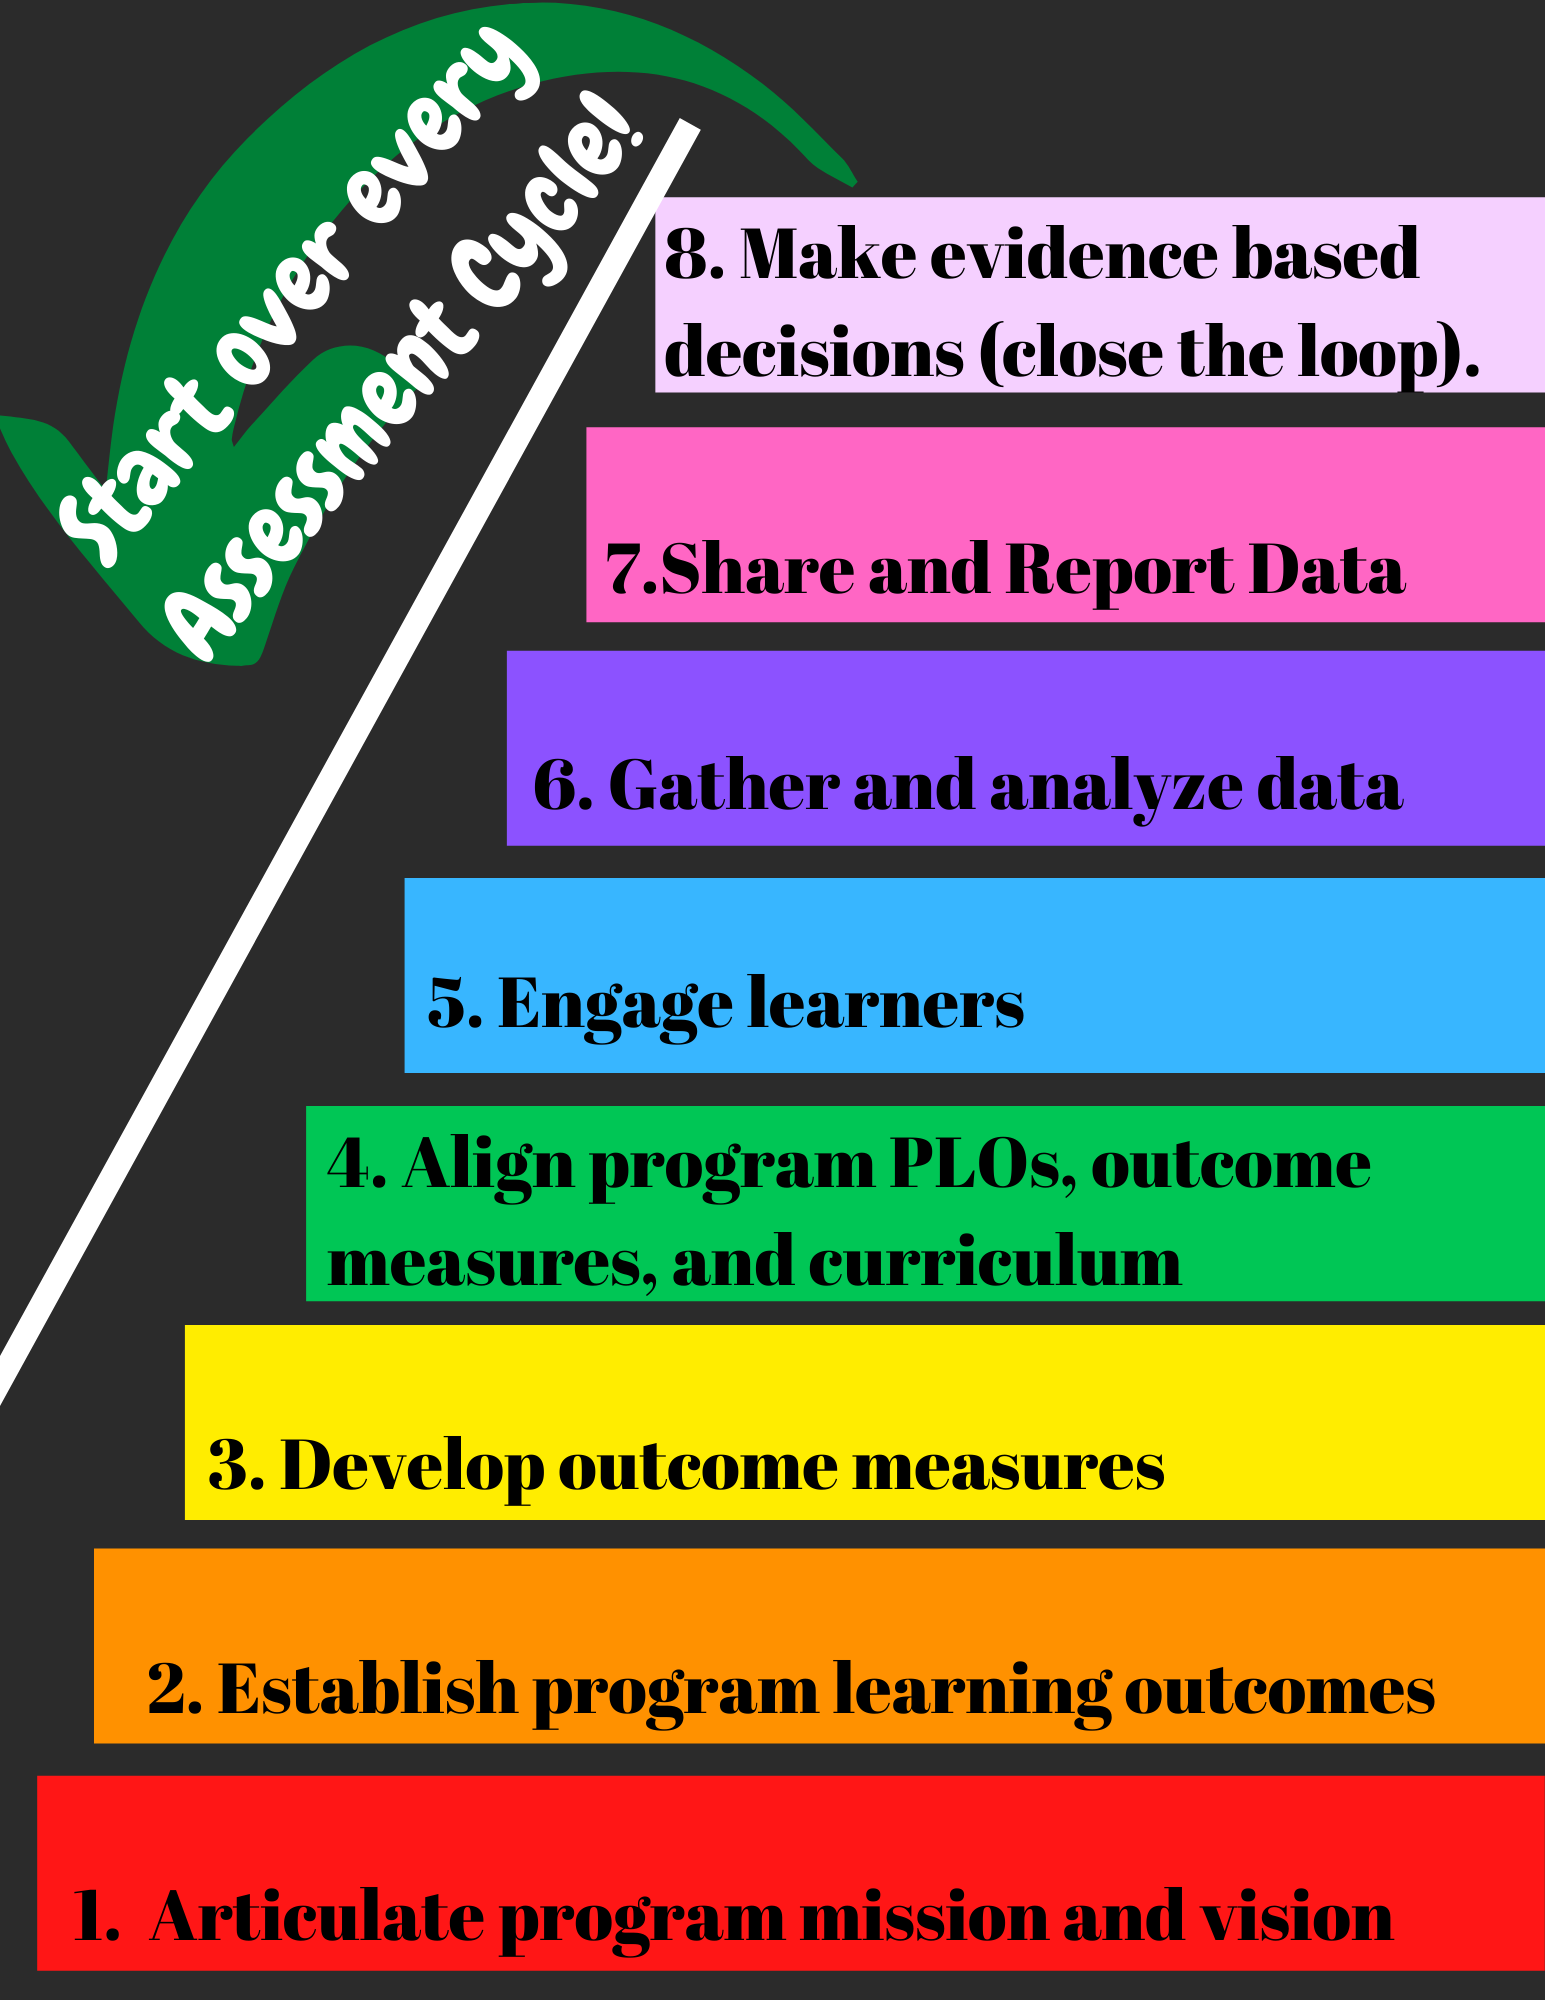 Start over every
Assessment Cycle!
8. Make evidence based
decisions (close the loop).
7.Share and Report Data
6. Gather and analyze data
5. Engage learners
4. Align program PLOs, outcome
measures, and curriculum
3. Develop outcome measures
2. Establish program learning outcomes
1. Articulate program mission and vision